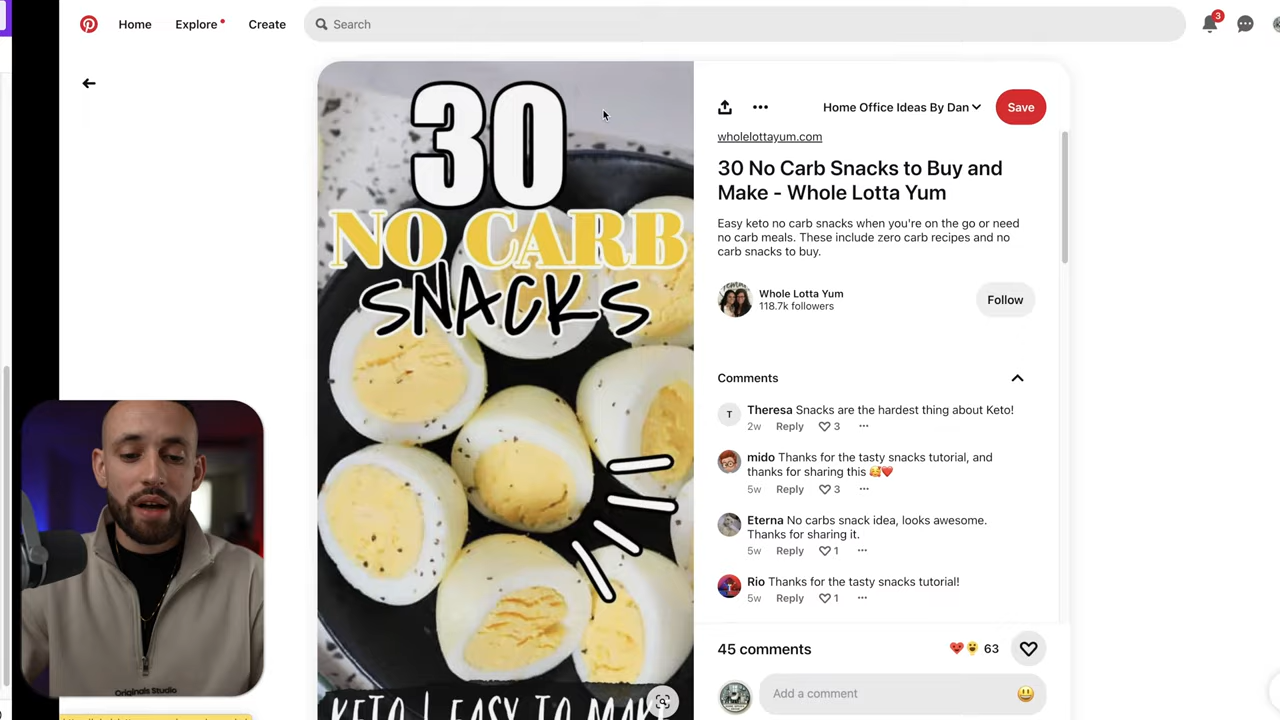 Home
Explore
Create
Search
3
30
NO CARB
SNACKS
KETO | EASY TO MAKE
Home Office Ideas By Dan
Save
wholelottayum.com
30 No Carb Snacks to Buy and
Make - Whole Lotta Yum
Easy keto no carb snacks when you're on the go or need
no carb meals. These include zero carb recipes and no
carb snacks to buy.
Whole Lotta Yum
118.7k followers
Follow
Comments
T
Theresa Snacks are the hardest thing about Keto!
2w Reply 3
mido Thanks for the tasty snacks tutorial, and
thanks for sharing this 🥰❤️
5w Reply 3
Eterna No carbs snack idea, looks awesome.
Thanks for sharing it.
5w Reply 1
Rio Thanks for the tasty snacks tutorial!
5w Reply 1
45 comments
63
Add a comment
Originals Studio